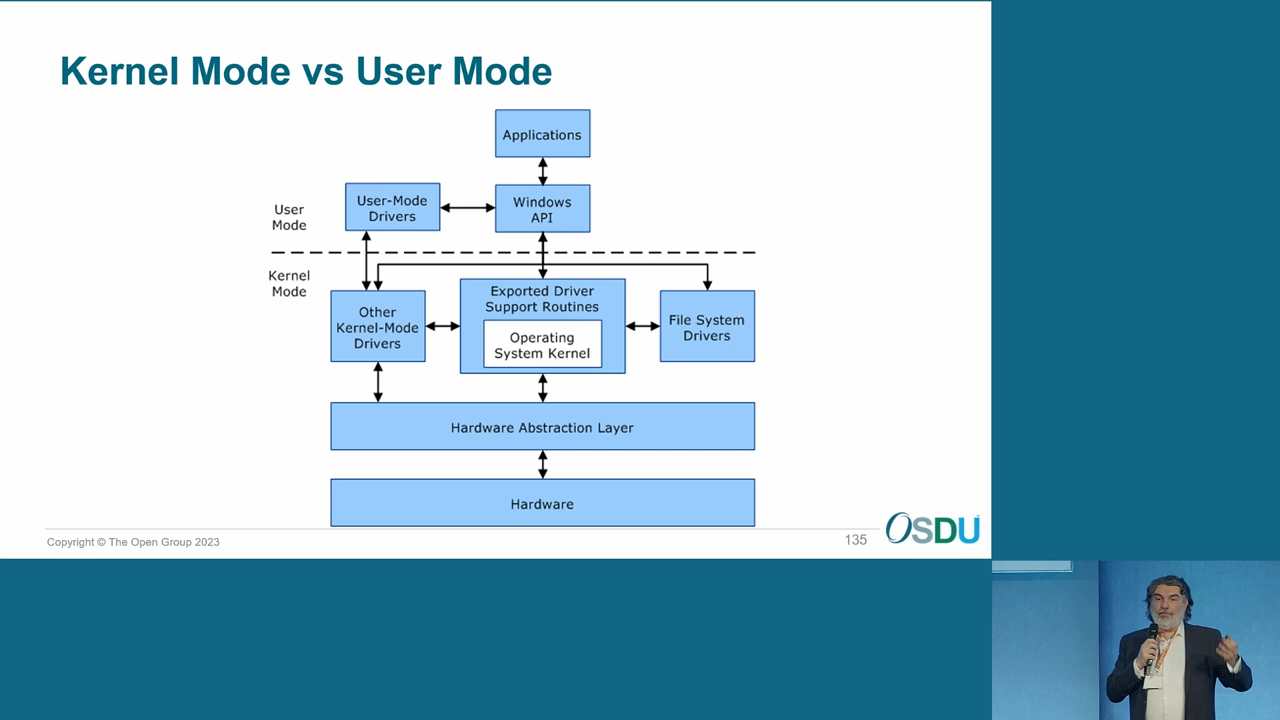 Kernel Mode vs User Mode
Applications
User-Mode
Drivers
Windows
API
User
Mode
Kernel
Mode
Other
Kernel-Mode
Drivers
Exported Driver
Support Routines
Operating
System Kernel
File System
Drivers
Hardware Abstraction Layer
Hardware
Copyright © The Open Group 2023
135
OSDU